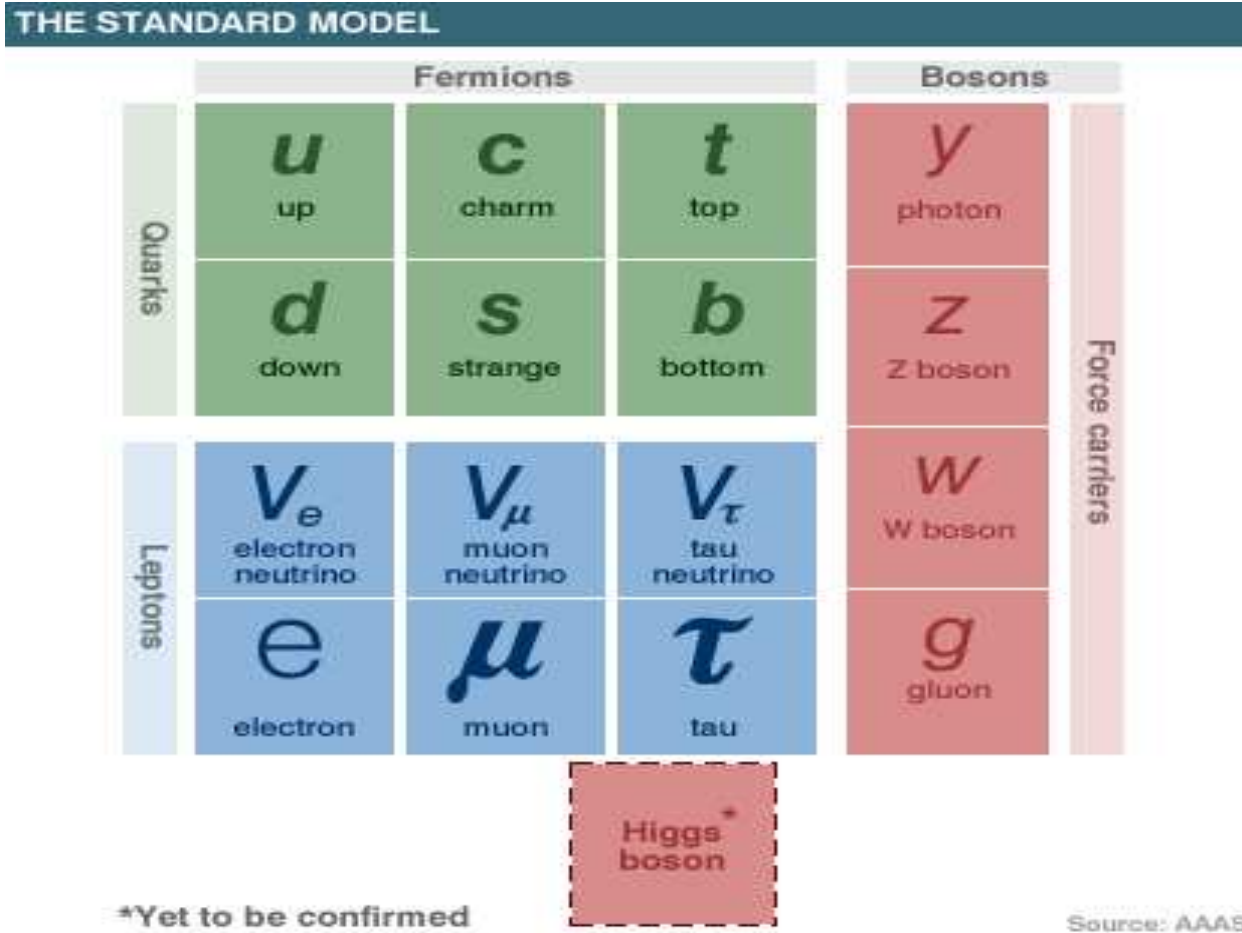 THE STANDARD MODEL
Fermions
Bosons
Quarks
u
up
c
charm
t
top
d
down
s
strange
b
bottom
Leptons
Ve
electron
neutrino
Vμ
muon
neutrino
Vτ
tau
neutrino
e
electron
μ
muon
τ
tau
y
photon
Z
Z boson
W
W boson
g
gluon
Force carriers
Higgs*
boson
*Yet to be confirmed
Source: AAAS